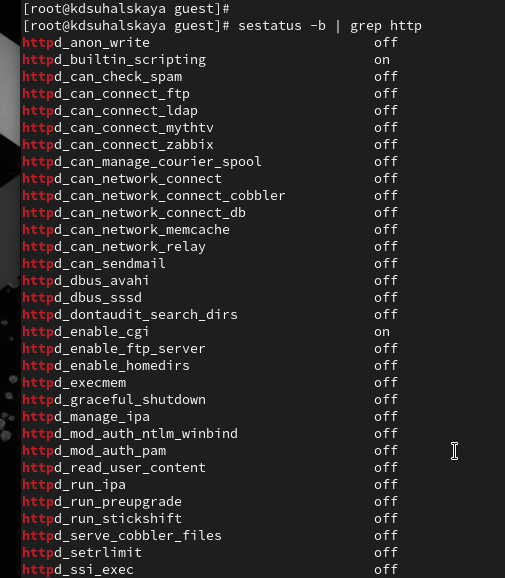 [root@kdsuhalskaya guest]#
[root@kdsuhalskaya guest]# sestatus -b | grep http
httpd_anon_write                            off
httpd_builtin_scripting                     on
httpd_can_check_spam                        off
httpd_can_connect_ftp                       off
httpd_can_connect_ldap                      off
httpd_can_connect_mythtv                    off
httpd_can_connect_zabbix                    off
httpd_can_manage_courier_spool              off
httpd_can_network_connect                   off
httpd_can_network_connect_cobbler           off
httpd_can_network_connect_db                off
httpd_can_network_memcache                  off
httpd_can_network_relay                     off
httpd_can_sendmail                          off
httpd_dbus_avahi                            off
httpd_dbus_sssd                             off
httpd_dontaudit_search_dirs                 off
httpd_enable_cgi                            on
httpd_enable_ftp_server                     off
httpd_enable_homedirs                       off
httpd_execmem                               off
httpd_graceful_shutdown                     off
httpd_manage_ipa                            off
httpd_mod_auth_ntlm_winbind                 off
httpd_mod_auth_pam                          off
httpd_read_user_content                     off
httpd_run_ipa                               off
httpd_run_preupgrade                        off
httpd_run_stickshift                        off
httpd_serve_cobbler_files                   off
httpd_setrlimit                             off
httpd_ssi_exec                              off